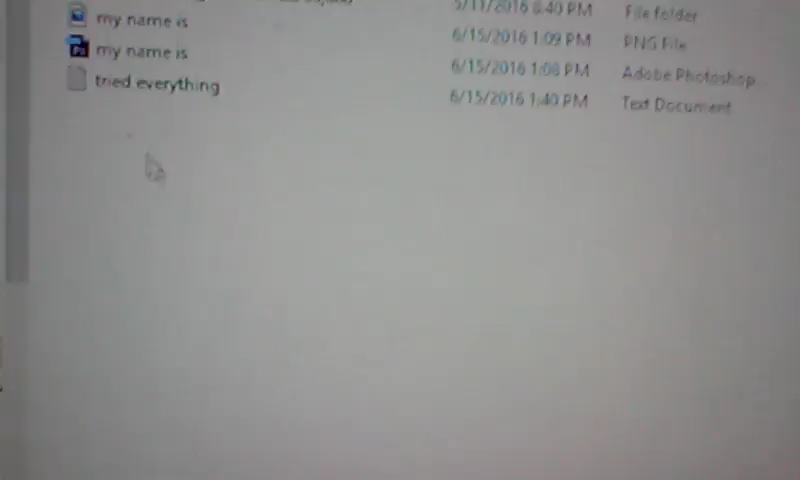 5/11/2016 8:40 PM File folder
my name is 6/15/2016 1:09 PM PNG File
my name is 6/15/2016 1:08 PM Adobe Photoshop
tried everything 6/15/2016 1:40 PM Text Document